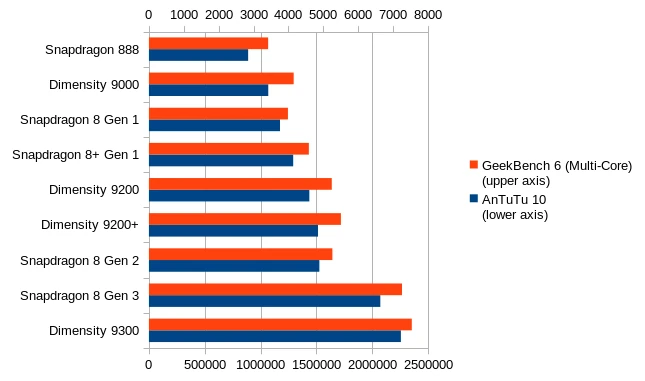 0 1000 2000 3000 4000 5000 6000 7000 8000
Snapdragon 888
Dimensity 9000
Snapdragon 8 Gen 1
Snapdragon 8+ Gen 1
Dimensity 9200
Dimensity 9200+
Snapdragon 8 Gen 2
Snapdragon 8 Gen 3
Dimensity 9300
0 500000 1000000 1500000 2000000 2500000
GeekBench 6 (Multi-Core)
(upper axis)
AnTuTu 10
(lower axis)